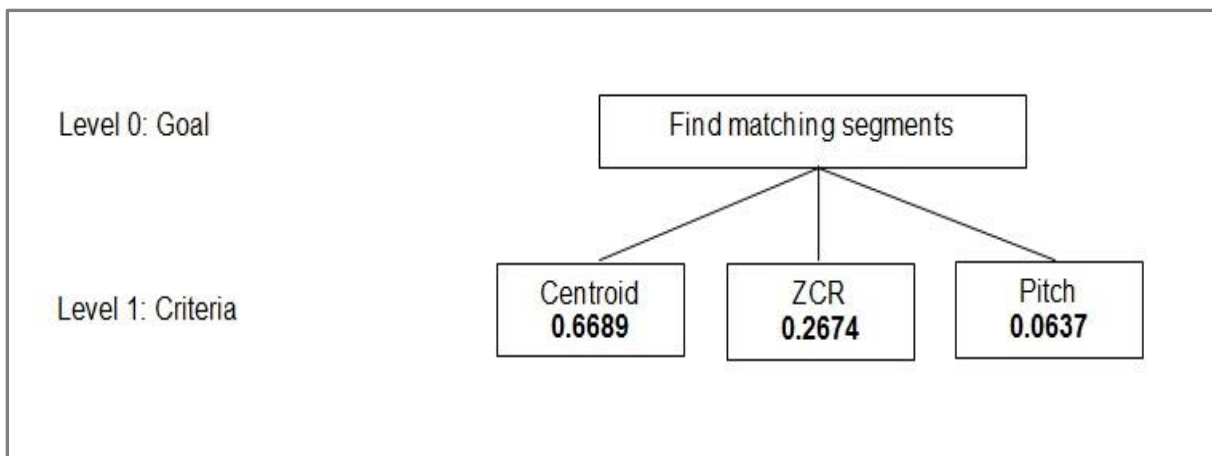 Level 0: Goal
Find matching segments
Level 1: Criteria
Centroid
0.6689
ZCR
0.2674
Pitch
0.0637